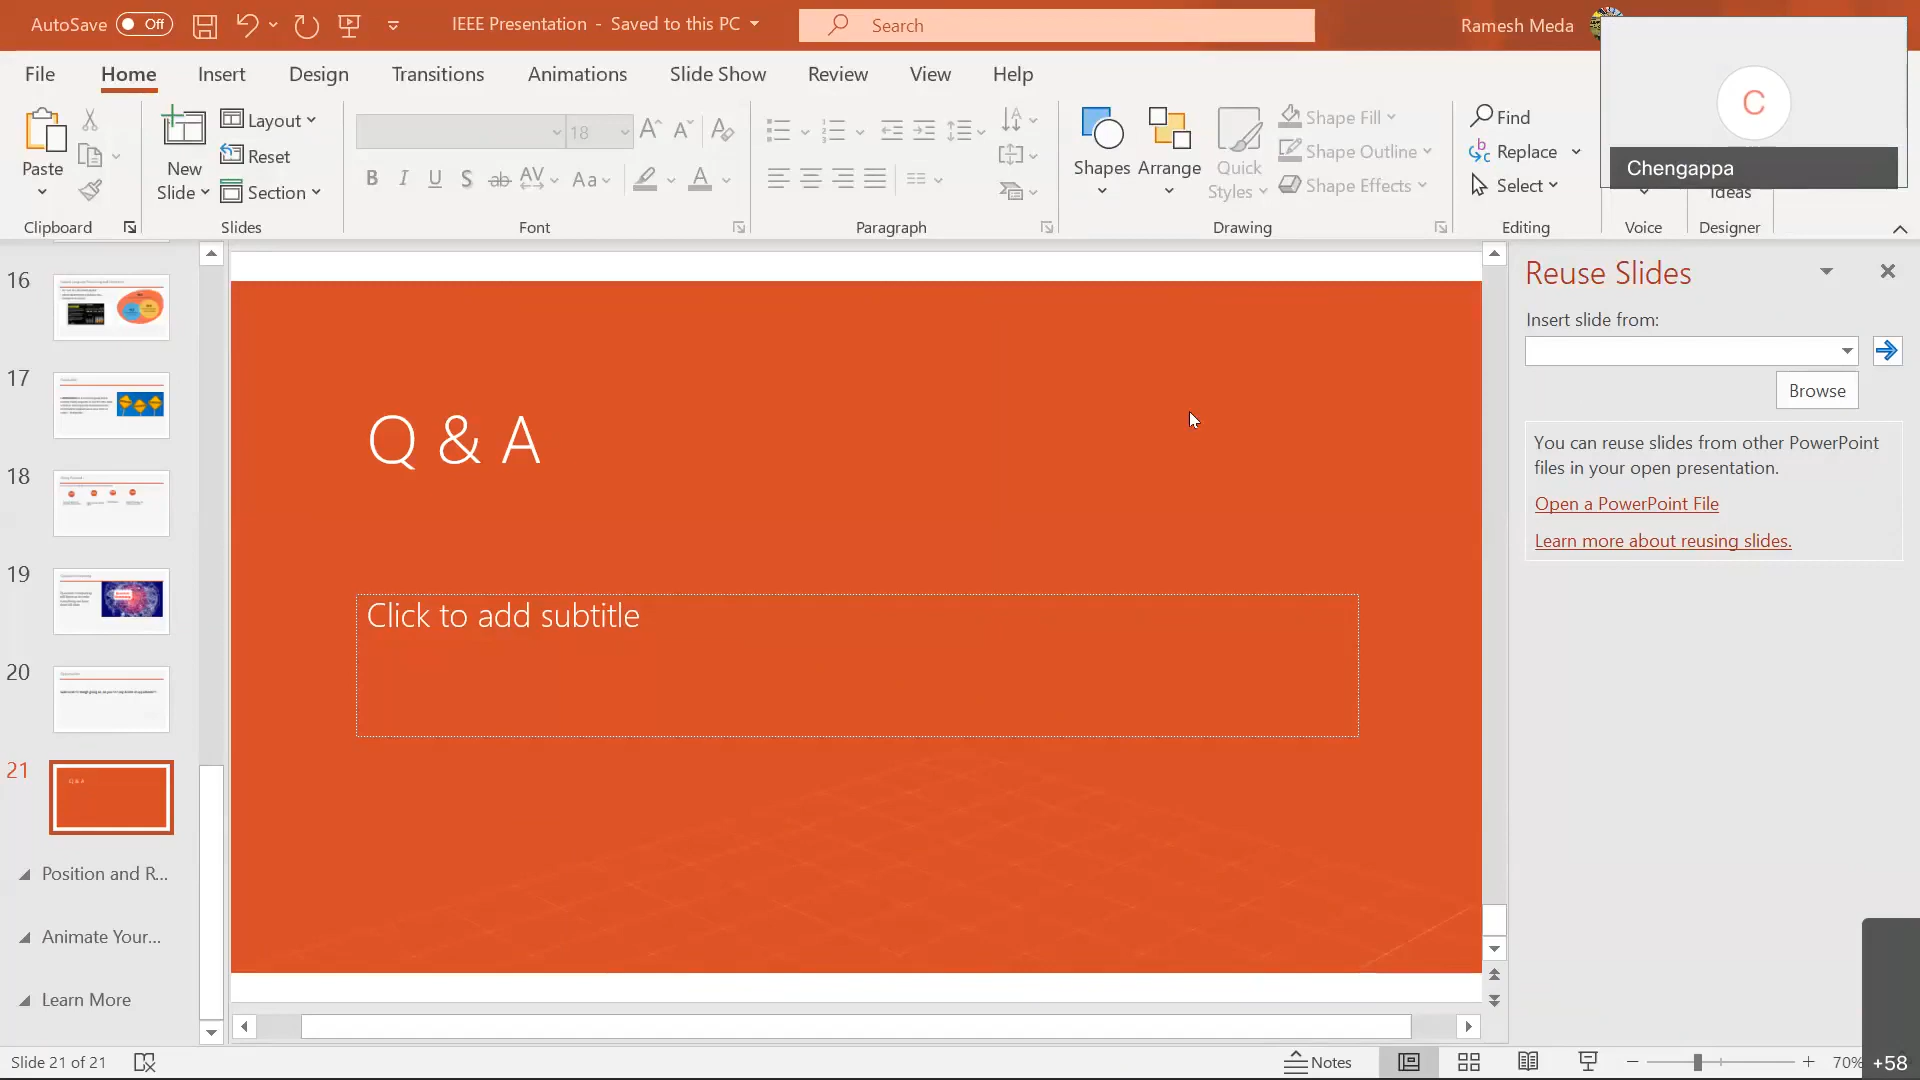 AutoSave Off IEEE Presentation - Saved to this PC Search Ramesh Meda
File Home Insert Design Transitions Animations Slide Show Review View Help
C
Chengappa
Paste
New
Slide
Layout
Reset
Section
18
B I U S ab AV Aa A
Shapes Arrange Quick
Styles
Shape Fill
Shape Outline
Shape Effects
Find
Replace
Select
Ideas
Clipboard Slides Font Paragraph Drawing Editing Voice Designer
16
17
18
19
20
21
Position and R...
Animate Your...
Learn More
Q & A
Click to add subtitle
Reuse Slides
Insert slide from:
Browse
You can reuse slides from other PowerPoint
files in your open presentation.
Open a PowerPoint File
Learn more about reusing slides.
Slide 21 of 21 Notes 70% +58